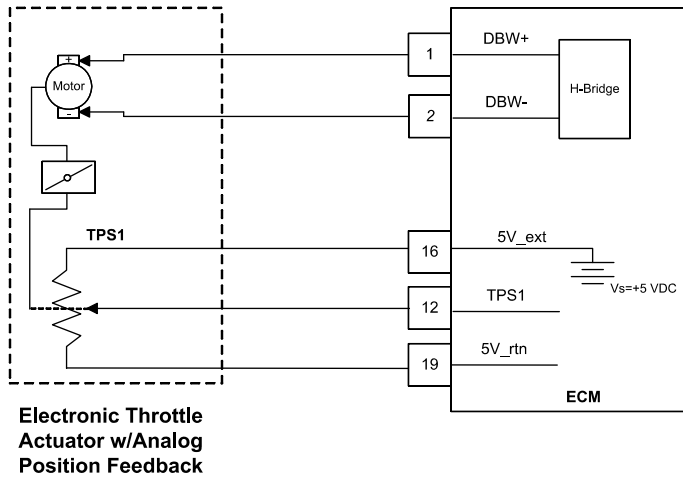 +
Motor
-
1
DBW+
H-Bridge
2
DBW-
TPS1
16
5V_ext
Vs=+5 VDC
12
TPS1
19
5V_rtn
ECM
Electronic Throttle
Actuator w/Analog
Position Feedback